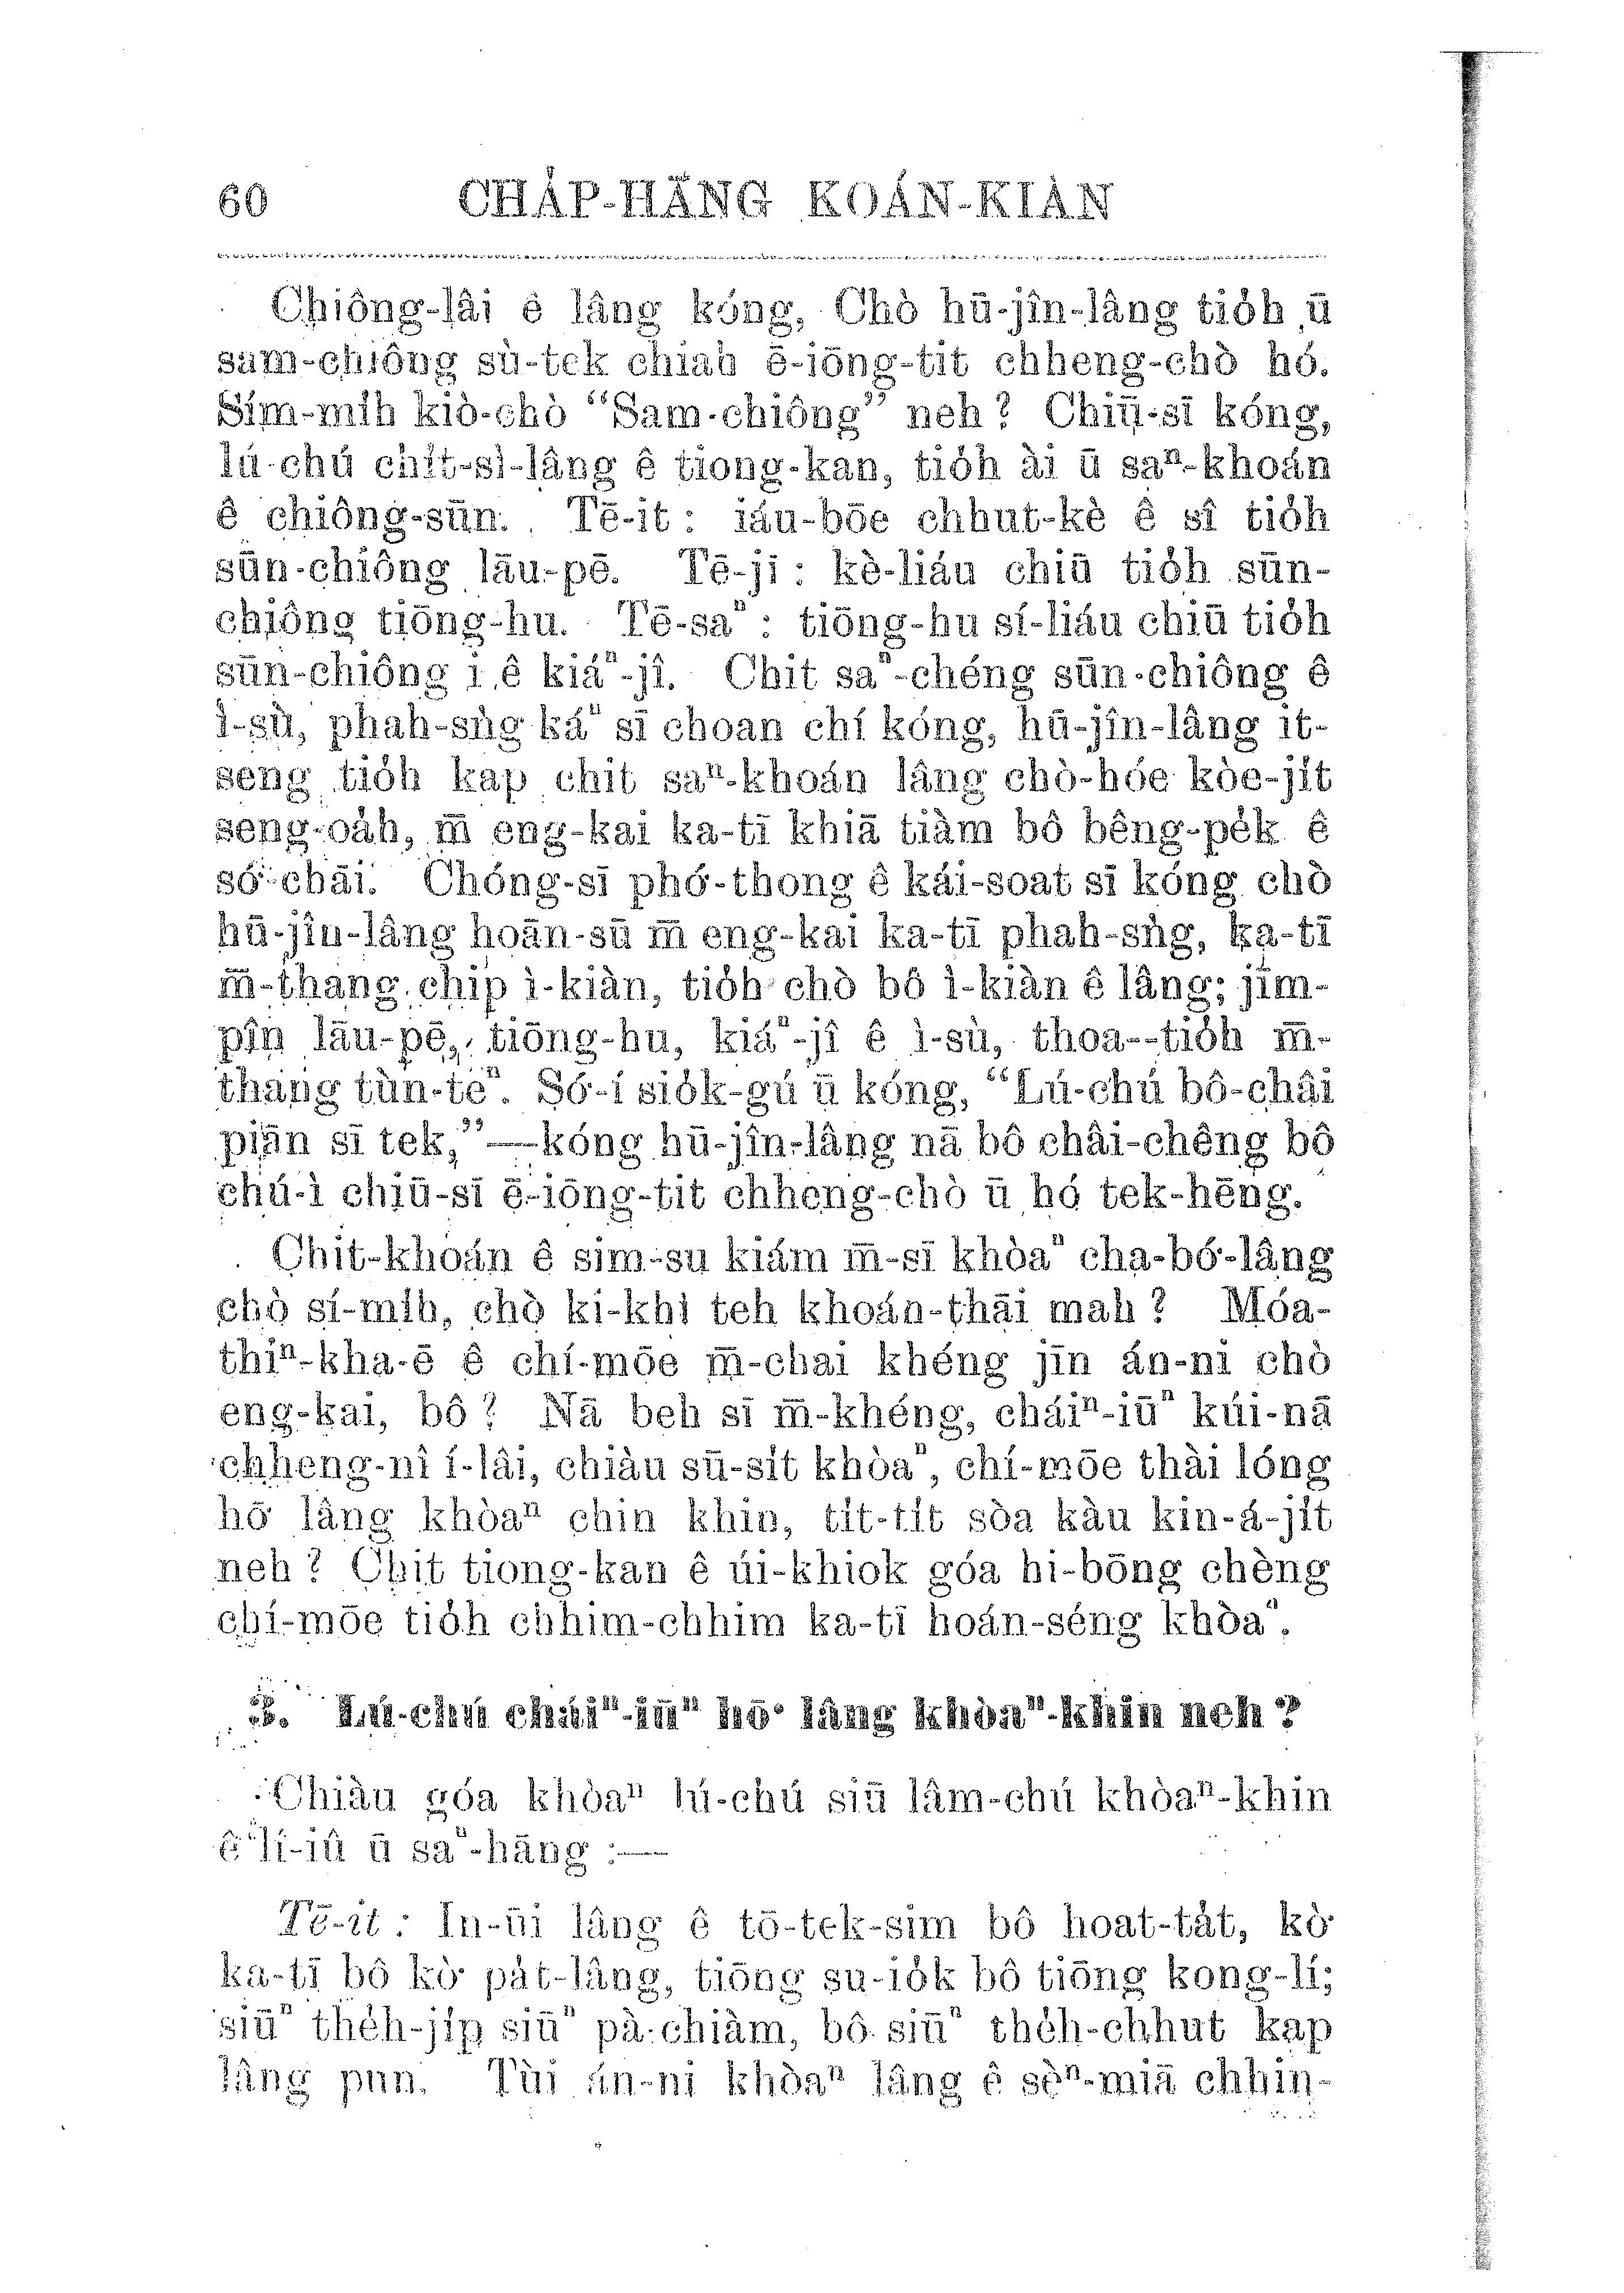 60 CHA̍P-HĀNG KOÁN-KIÀN
Chiông-lâi ê lâng kóng, Chò hū-jîn-lâng tio̍h ū
sam-chiông sù-tek chiah ē-iōng-tit chheng-chò hó.
Sím-mi̍h kiò-chò “Sam-chiông” neh? Chiū-sī kóng,
lú-chú chi̍t-sì-lâng ê tiong-kan, tio̍h ài ū saⁿ-khoán
ê chiông-sūn. Tē-it: iáu-bōe chhut-kè ê sî tio̍h
sūn-chiông lāu-pē. Tē-jī: kè-liáu chiū tio̍h sūn-
chiông tiōng-hu. Tē-saⁿ: tiōng-hu sí-liáu chiū tio̍h
sūn-chiông i ê kiáⁿ-jî. Chit saⁿ-chéng sūn-chiông ê
ì-sù, phah-sǹg káⁿ sī choan chí kóng, hū-jîn-lâng it-
seng tio̍h kap chit saⁿ-khoán lâng chò-hóe kòe-ji̍t
seng-oa̍h, m̄ eng-kai ka-tī khiā tiàm bô bêng-pe̍k ê
só͘-chāi. Chóng-sī phó͘-thong ê kái-soat sī kóng chò
hū-jîn-lâng hoān-sū m̄ eng-kai ka-tī phah-sǹg, ka-tī
m̄-thang chip ì-kiàn, tio̍h chò bô ì-kiàn ê lâng; jīm-
pîn lāu-pē, tiōng-hu, kiáⁿ-jî ê ì-sù, thoa--tio̍h m̄-
thang tùn-téⁿ. Só͘-í sio̍k-gú ū kóng, “Lú-chú bô-châi
piān sī tek,”—kóng hū-jîn-lâng nā bô châi-chêng bô
chú-ì chiū-sī ē-iōng-tit chheng-chò ū hó tek-hēng.
Chit-khoán ê sim-su kiám m̄-sī khòaⁿ cha-bó͘-lâng
chò sí-mi̍h, chò ki-khì teh khoán-thāi mah? Móa-
thiⁿ-kha-ē ê chí-mōe m̄-chai khéng jīn án-ni chò
eng-kai, bô? Nā beh sī m̄-khéng, cháiⁿ-iūⁿ kúi-nā
chheng-nî í-lâi, chiàu sū-si̍t khòaⁿ, chí-mōe thài lóng
hō͘ lâng khòaⁿ chin khin, ti̍t-ti̍t sòa kàu kin-á-ji̍t
neh? Chit tiong-kan ê úi-khiok góa hi-bōng chèng
chí-mōe tio̍h chhim-chhim ka-tī hoán-séng khòaⁿ.
3. Lú-chú cháiⁿ-iūⁿ hō͘ lâng khòaⁿ-khin neh?
Chiàu góa khòaⁿ lú-chú siū lâm-chú khòaⁿ-khin
ê lí-iû ū saⁿ-hāng:—
Tē-it: In-ūi lâng ê tō-tek-sim bô hoat-ta̍t, kò͘
ka-tī bô kò͘ pa̍t-lâng, tiōng su-io̍k bô tiōng kong-lí;
siūⁿ the̍h-ji̍p siūⁿ pà-chiàm, bô siūⁿ the̍h-chhut kap
lâng pun. Tùi án-ni khòaⁿ lâng ê sèⁿ-miā chhin-